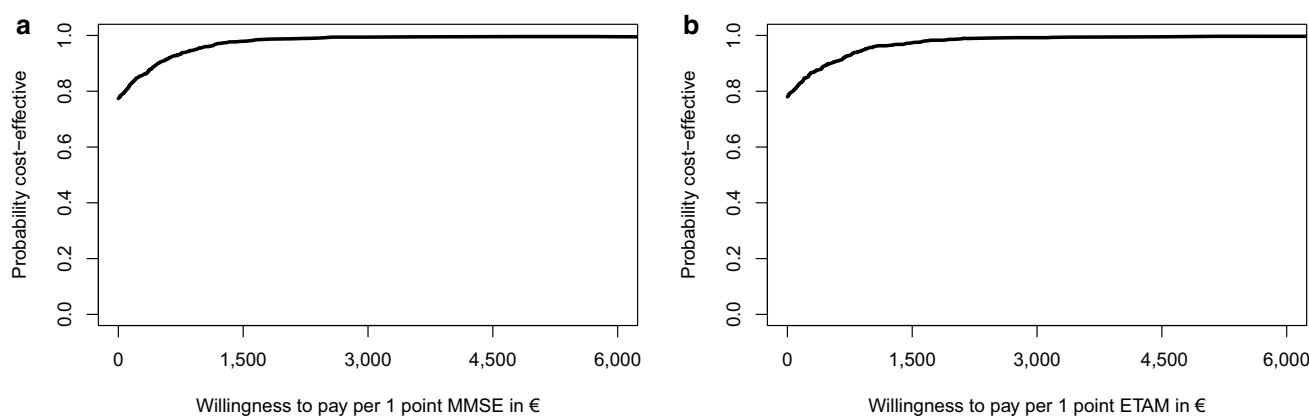 a
1.0
0.8
0.6
0.4
0.2
0.0
Probability cost−effective
0 1,500 3,000 4,500 6,000
Willingness to pay per 1 point MMSE in €
b
1.0
0.8
0.6
0.4
0.2
0.0
Probability cost−effective
0 1,500 3,000 4,500 6,000
Willingness to pay per 1 point ETAM in €